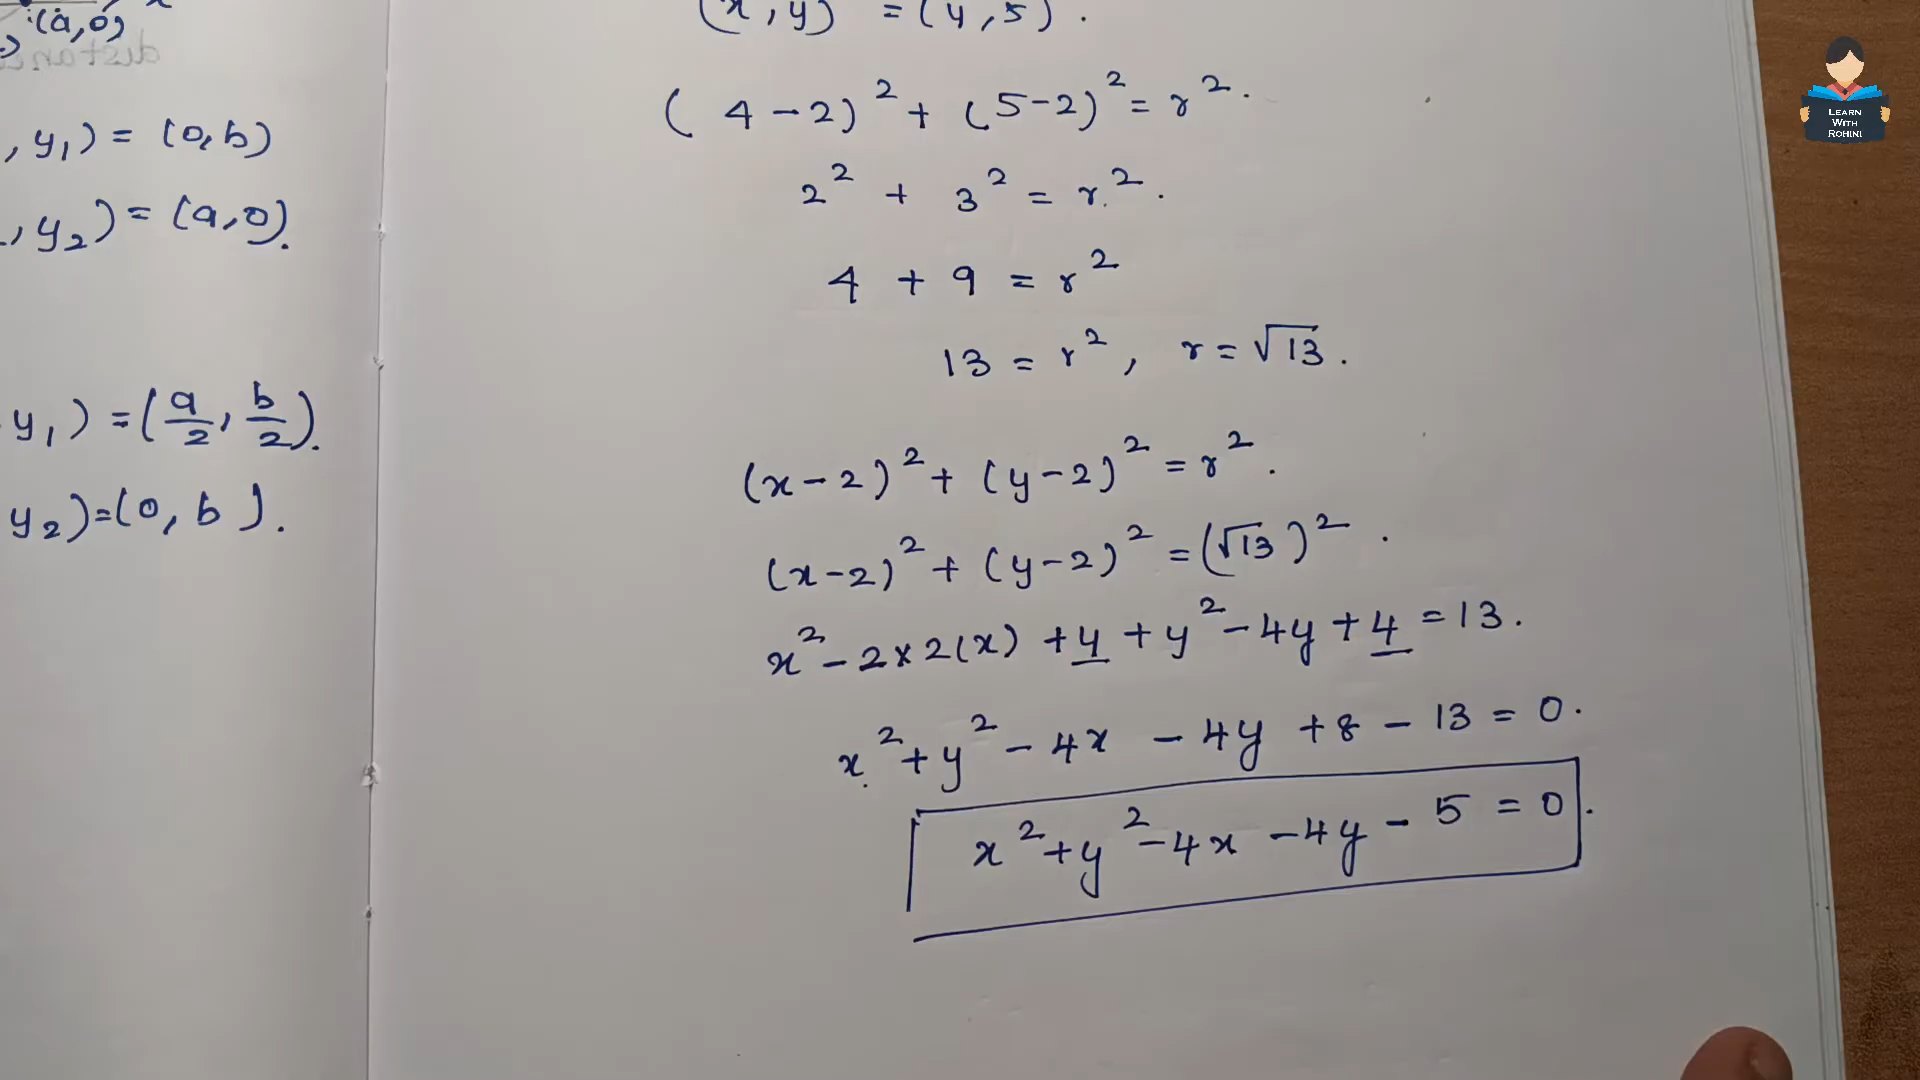 (a,0)
, y₁) = (0,b)
, y₂) = (a,0).
y₁) = (a/2, b/2).
y₂) = (0, b).
(x, y) = (4, 5).
(4-2)² + (5-2)² = r².
2² + 3² = r².
4 + 9 = r²
13 = r², r = √13.
(x-2)² + (y-2)² = r².
(x-2)² + (y-2)² = (√13)².
x² - 2×2(x) + 4 + y² - 4y + 4 = 13.
x² + y² - 4x - 4y + 8 - 13 = 0.
x² + y² - 4x - 4y - 5 = 0.
LEARN
WITH
ROHINI